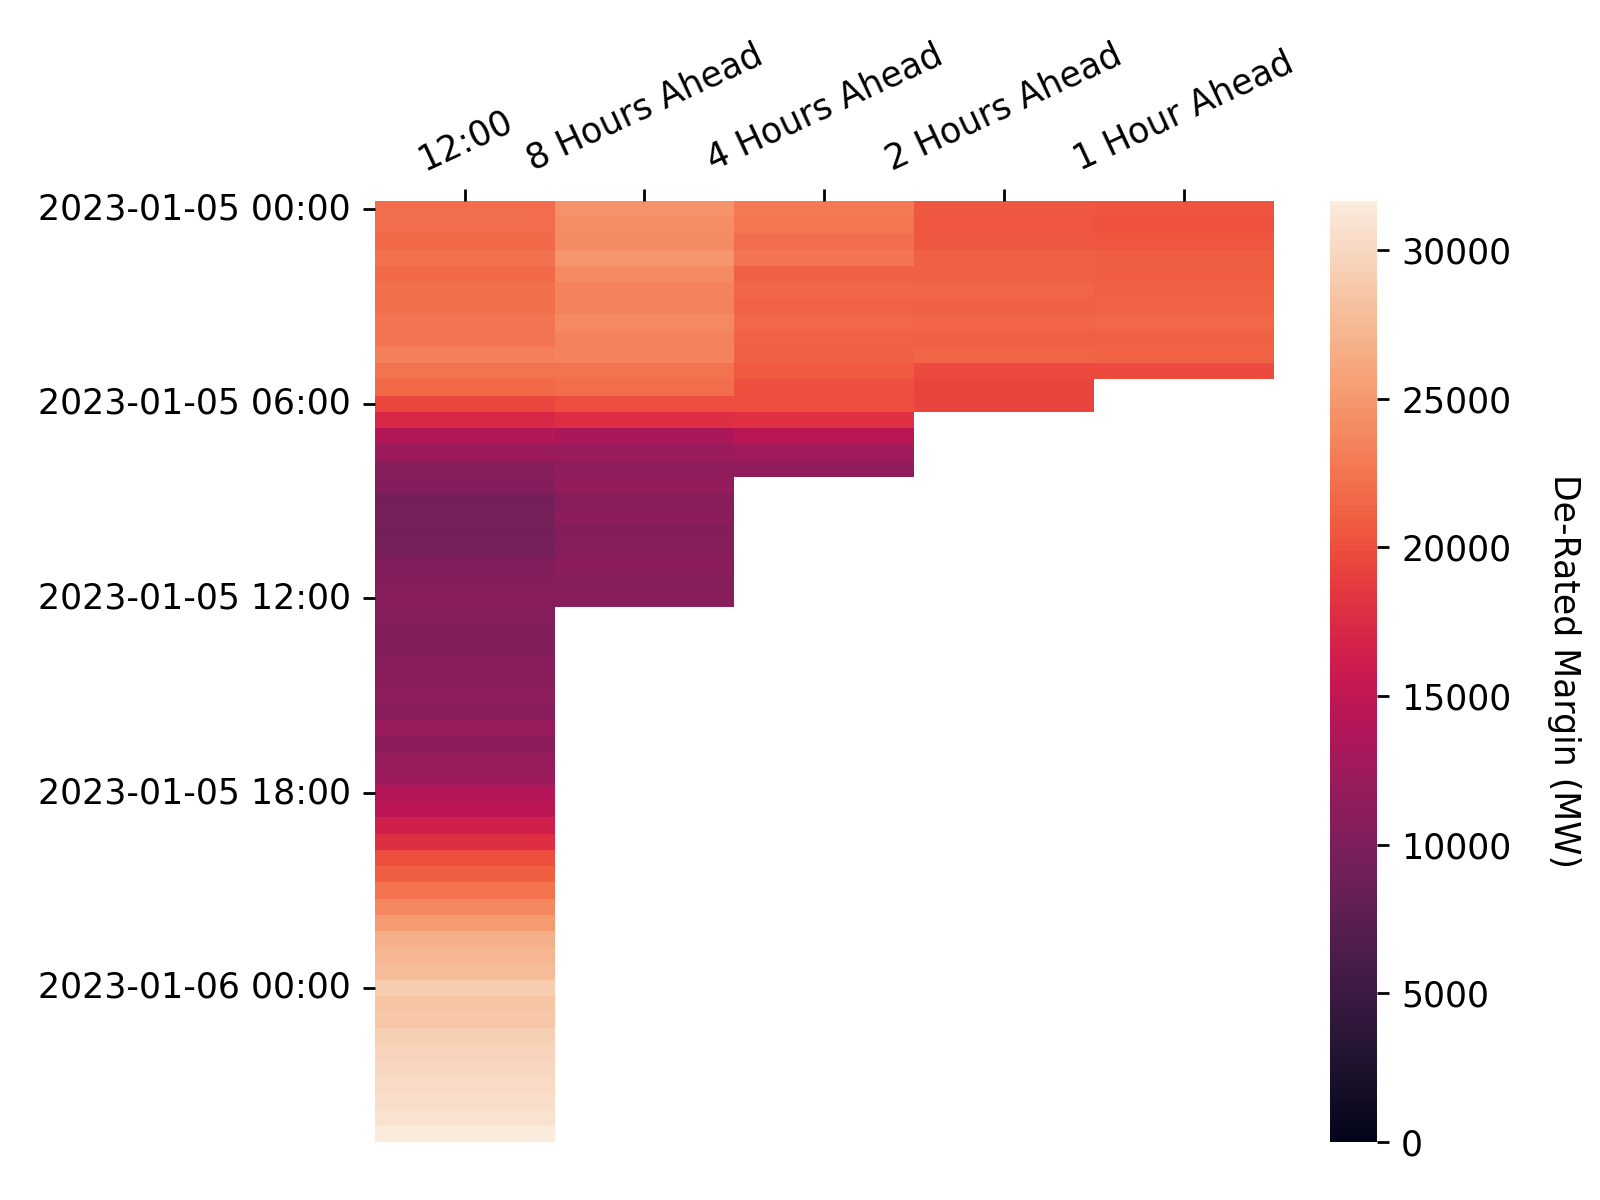 12:00
8 Hours Ahead
4 Hours Ahead
2 Hours Ahead
1 Hour Ahead
2023-01-05 00:00
2023-01-05 06:00
2023-01-05 12:00
2023-01-05 18:00
2023-01-06 00:00
30000
25000
20000
15000
10000
5000
0
De-Rated Margin (MW)